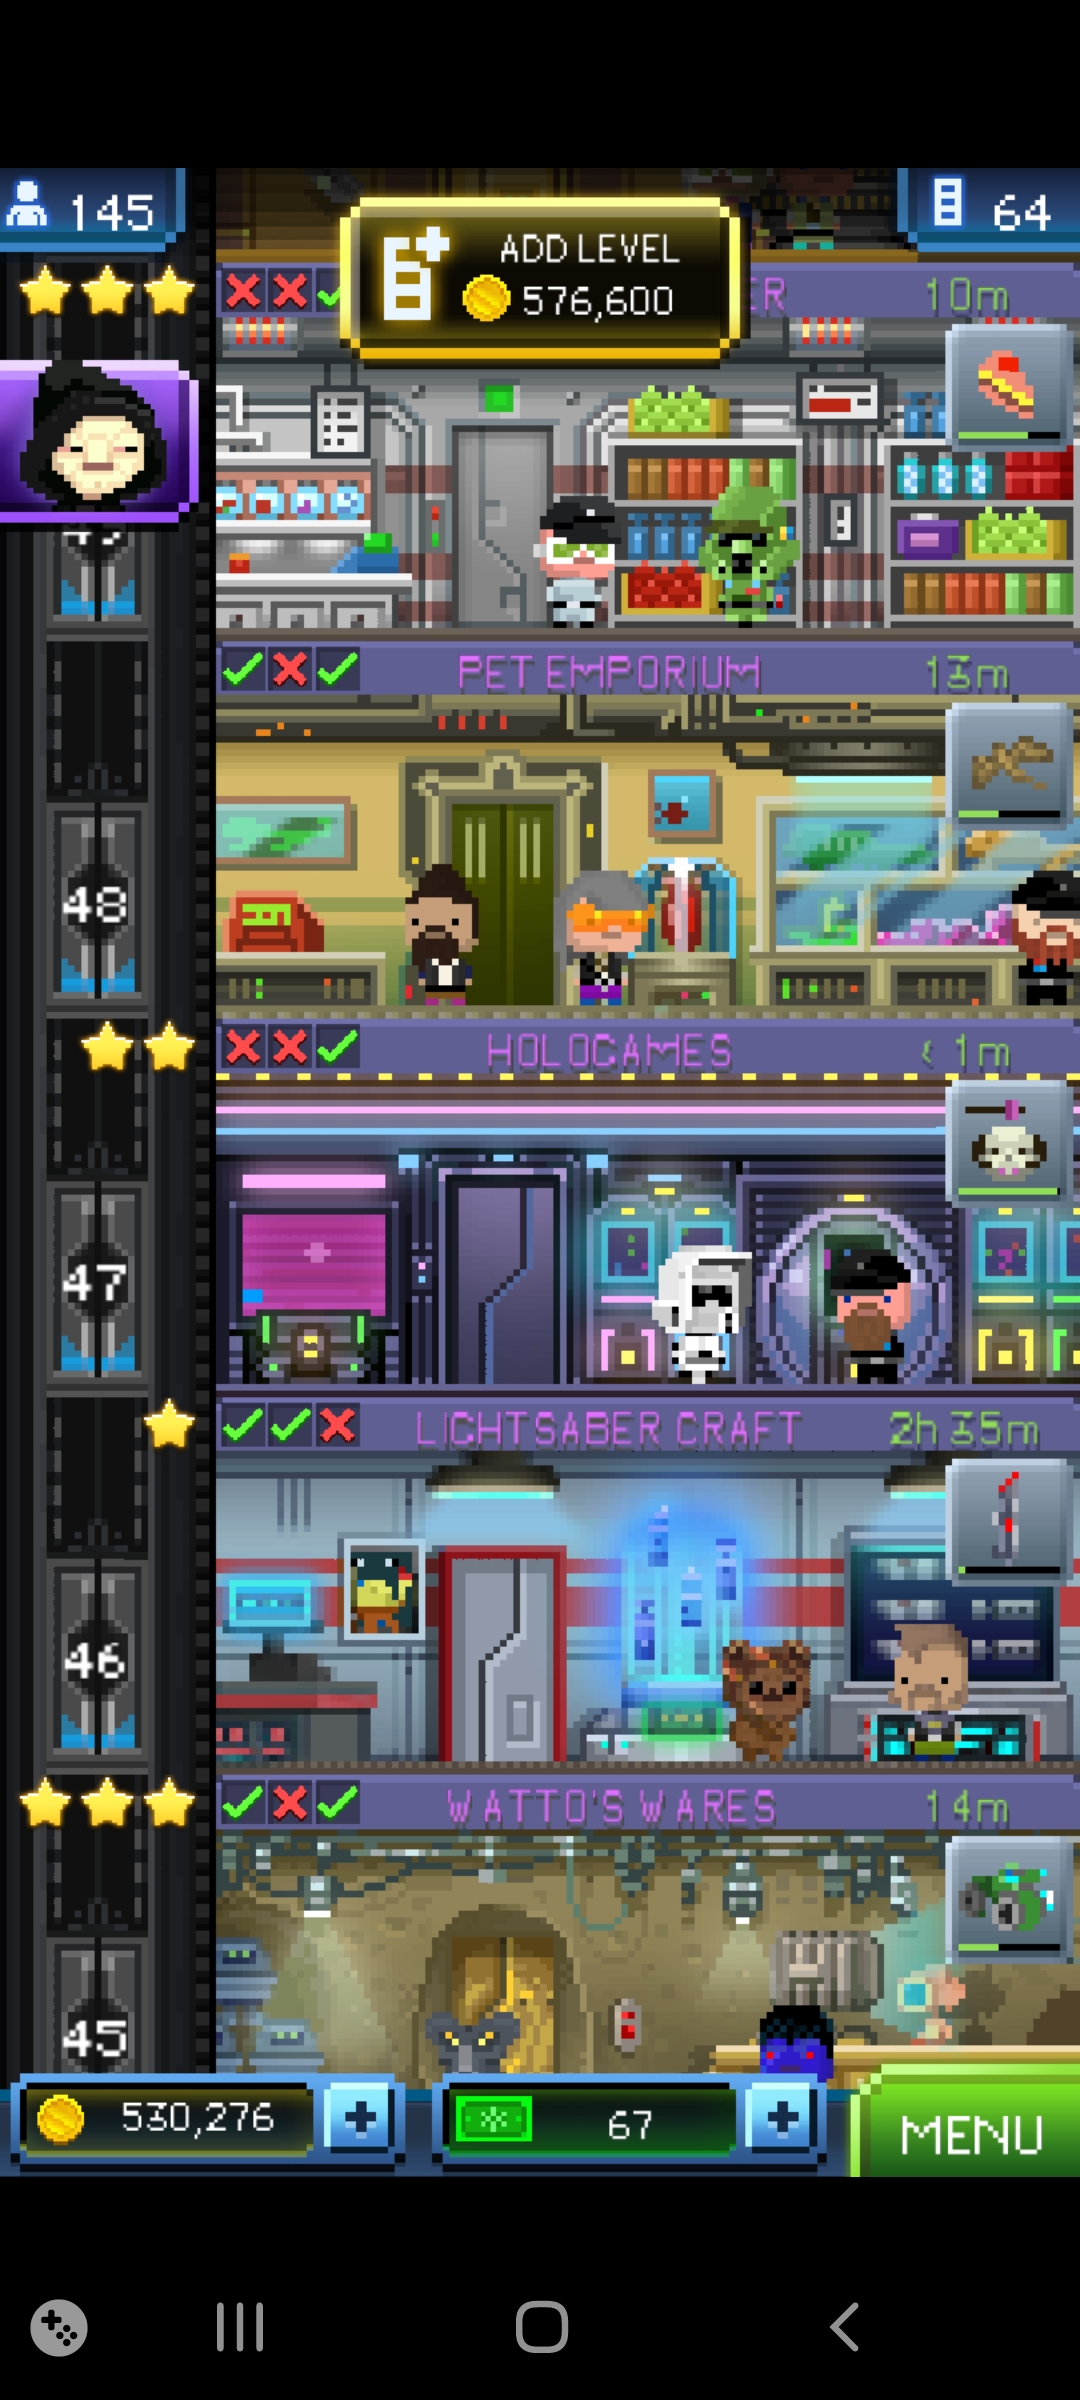 145
64
ADD LEVEL
576,600
ER
10m
PET EMPORIUM
13m
48
HOLOGAMES
< 1m
47
LIGHTSABER CRAFT
2h 35m
46
WATTO'S WARES
14m
45
530,276
67
MENU